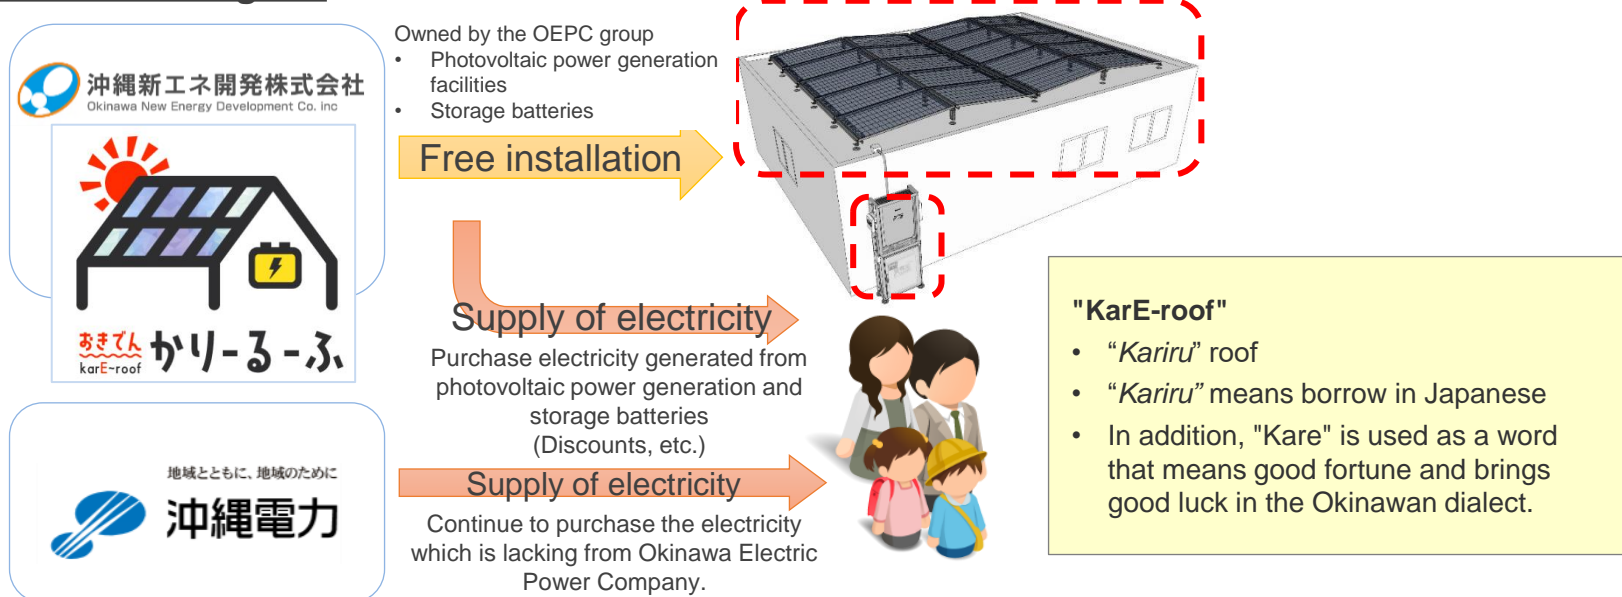 沖縄新エネ開発株式会社
Okinawa New Energy Development Co. inc
おきでん
karE-roof
かりーるーふ
地域とともに、地域のために
沖縄電力
Owned by the OEPC group
• Photovoltaic power generation
facilities
• Storage batteries
Free installation
Supply of electricity
Purchase electricity generated from
photovoltaic power generation and
storage batteries
(Discounts, etc.)
Supply of electricity
Continue to purchase the electricity
which is lacking from Okinawa Electric
Power Company.
"KarE-roof"
• “Kariru” roof
• “Kariru” means borrow in Japanese
• In addition, "Kare" is used as a word
that means good fortune and brings
good luck in the Okinawan dialect.